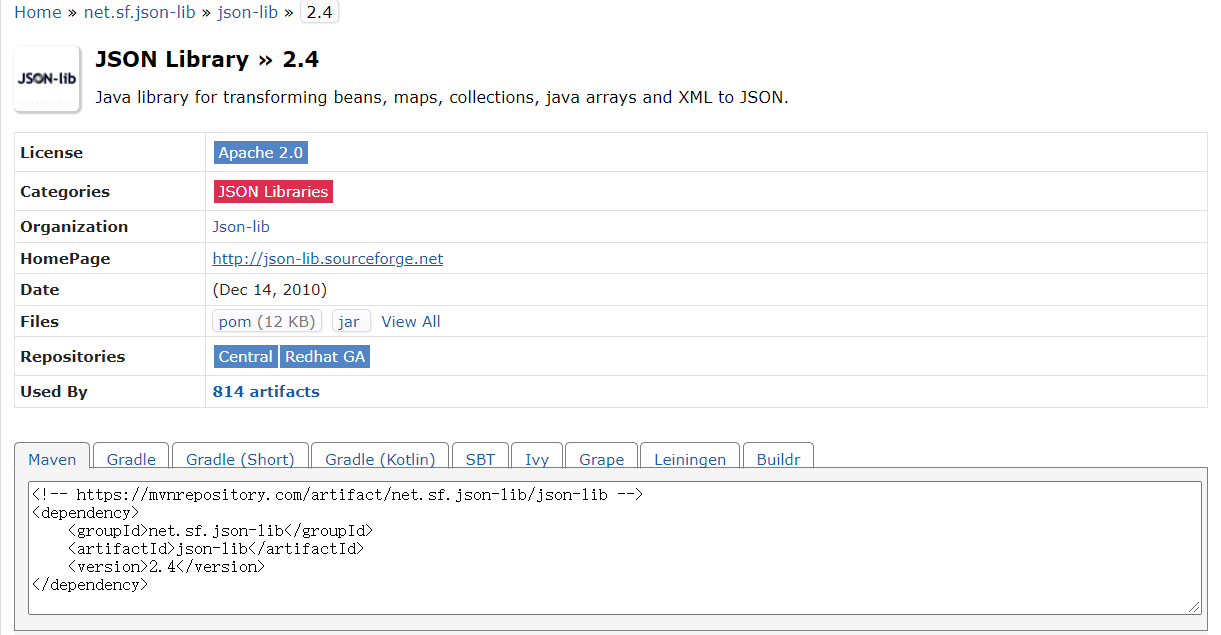 Home » net.sf.json-lib » json-lib » 2.4
JSON-lib
JSON Library » 2.4
Java library for transforming beans, maps, collections, java arrays and XML to JSON.
License Apache 2.0
Categories JSON Libraries
Organization Json-lib
HomePage http://json-lib.sourceforge.net
Date (Dec 14, 2010)
Files pom (12 KB) jar View All
Repositories Central Redhat GA
Used By 814 artifacts
Maven Gradle Gradle (Short) Gradle (Kotlin) SBT Ivy Grape Leiningen Buildr
<!-- https://mvnrepository.com/artifact/net.sf.json-lib/json-lib -->
<dependency>
<groupId>net.sf.json-lib</groupId>
<artifactId>json-lib</artifactId>
<version>2.4</version>
</dependency>